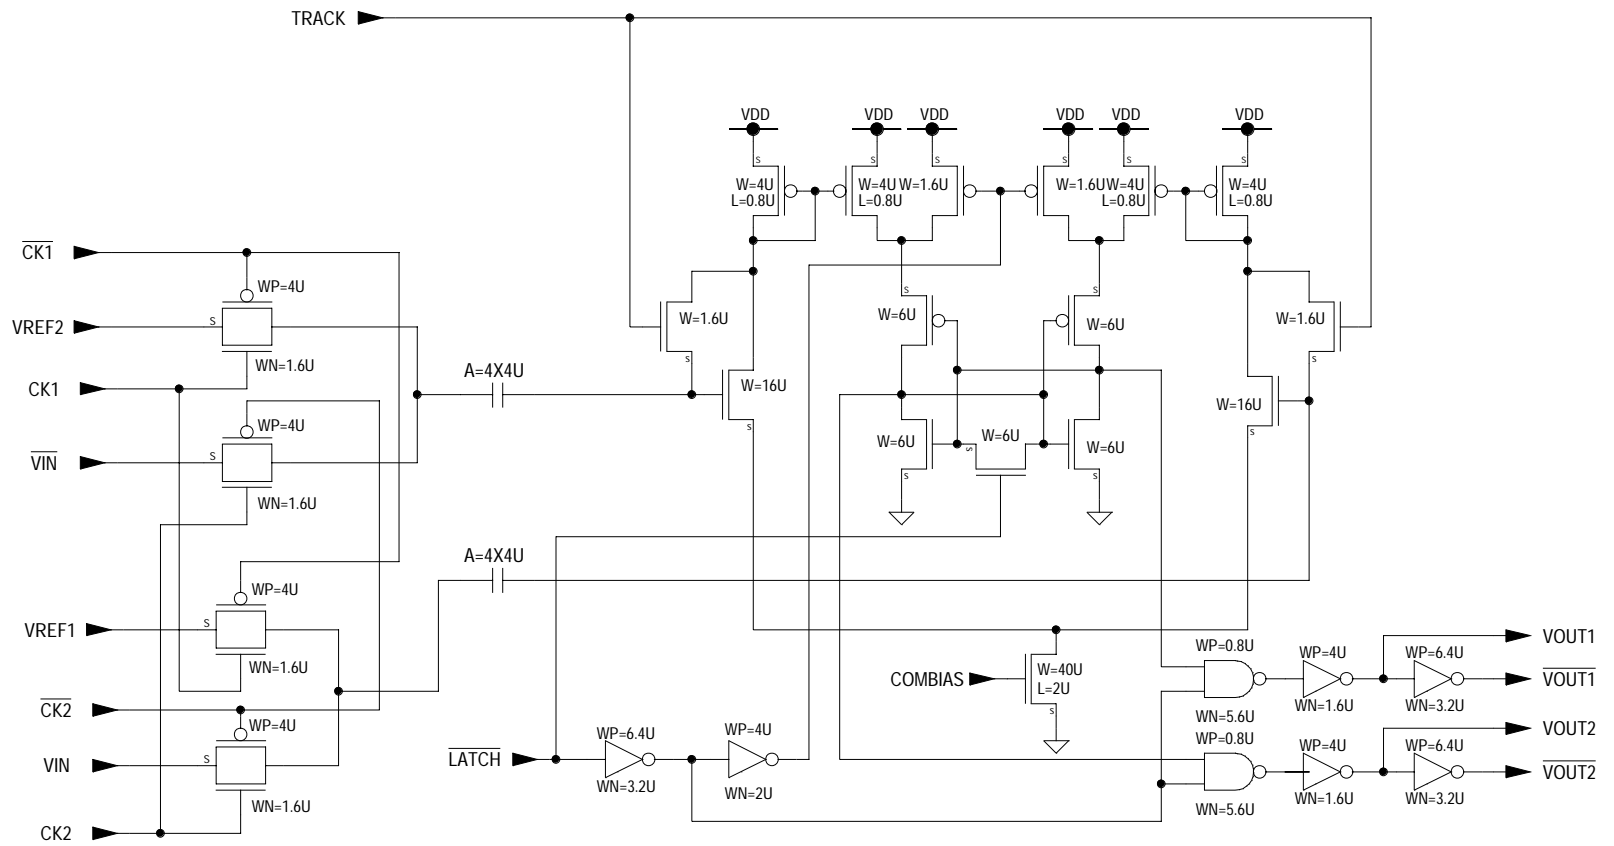 TRACK
VDD VDD VDD VDD VDD VDD
s s s s s s
W=4U L=0.8U
W=4U L=0.8U
W=1.6U
W=1.6U
W=4U L=0.8U
W=4U L=0.8U
CK1
WP=4U
VREF2
s
WN=1.6U
CK1
WP=4U
VIN
s
WN=1.6U
WP=4U
VREF1
s
WN=1.6U
CK2
WP=4U
VIN
s
WN=1.6U
CK2
A=4X4U
A=4X4U
W=1.6U
s
W=16U
s
s
W=6U
s
W=6U
W=6U
s
W=6U
s
W=6U
s
W=1.6U
s
W=16U
s
COMBIAS
W=40U
L=2U
s
LATCH
WP=6.4U
WN=3.2U
WP=4U
WN=2U
WP=0.8U
WN=5.6U
WP=4U
WN=1.6U
WP=6.4U
WN=3.2U
VOUT1
VOUT1
WP=0.8U
WN=5.6U
WP=4U
WN=1.6U
WP=6.4U
WN=3.2U
VOUT2
VOUT2